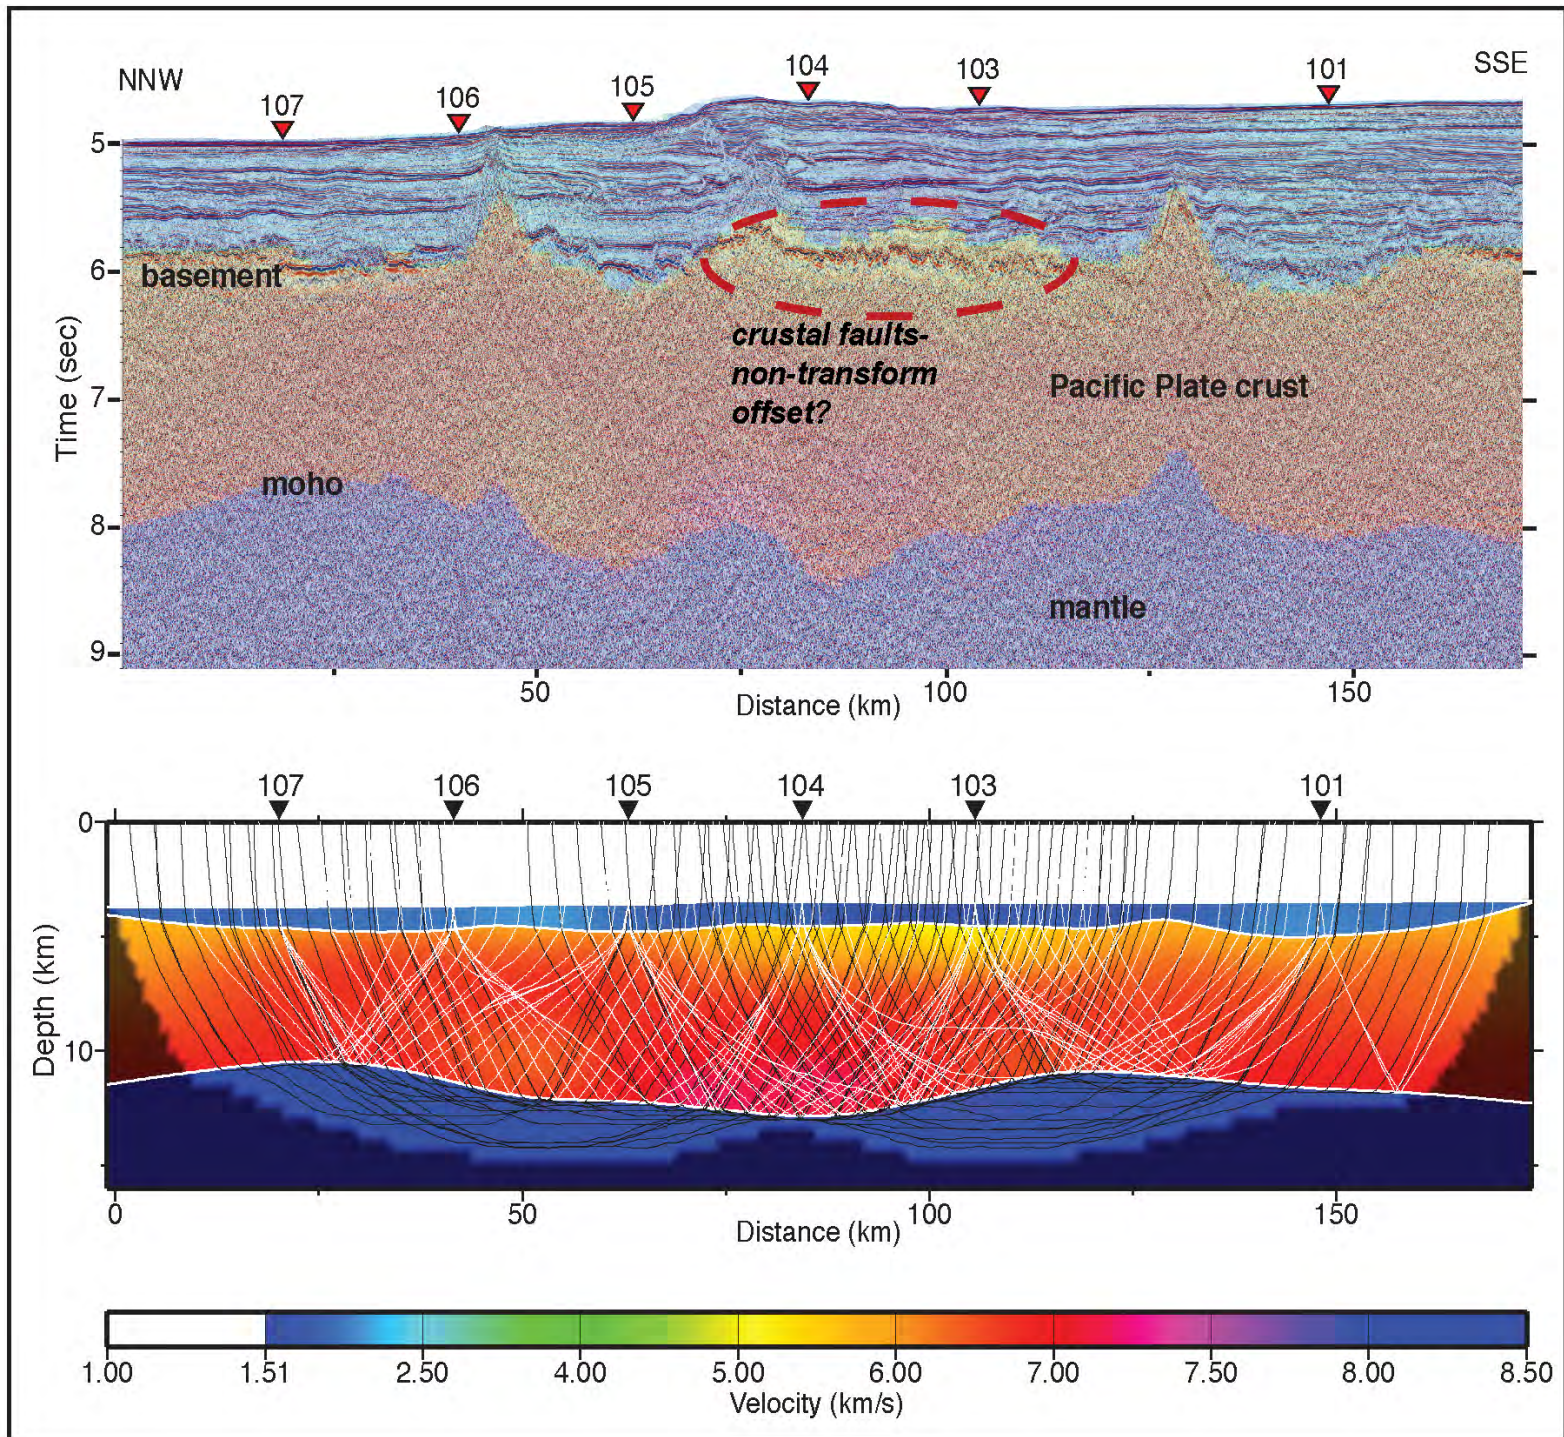 NNW
107
106
105
104
103
101
SSE
5
6
7
8
9
Time (sec)
basement
crustal faults-
non-transform
offset?
Pacific Plate crust
moho
mantle
50
100
150
Distance (km)
107
106
105
104
103
101
0
10
Depth (km)
0
50
100
150
Distance (km)
1.00
1.51
2.50
4.00
5.00
6.00
7.00
7.50
8.00
8.50
Velocity (km/s)